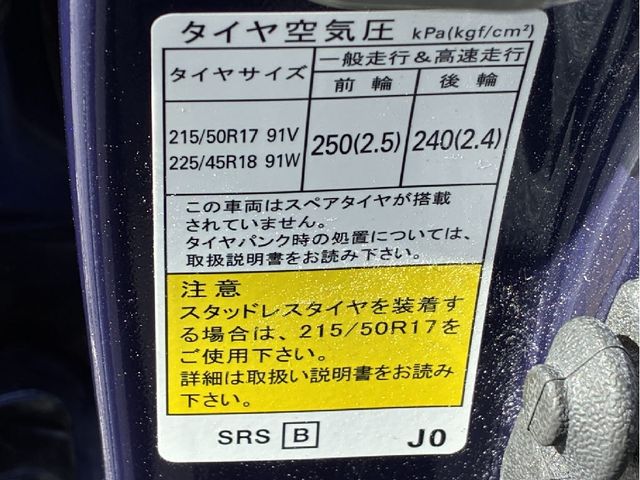 タイヤ空気圧 kPa(kgf/cm²)
タイヤサイズ
一般走行&高速走行
前輪 後輪
215/50R17 91V
225/45R18 91W
250(2.5) 240(2.4)
この車両はスペアタイヤが搭載
されていません。
タイヤパンク時の処置については、
取扱説明書をお読み下さい。
注意
スタッドレスタイヤを装着す
る場合は、215/50R17を
ご使用下さい。
詳細は取扱い説明書をお読み
下さい。
SRS B J0